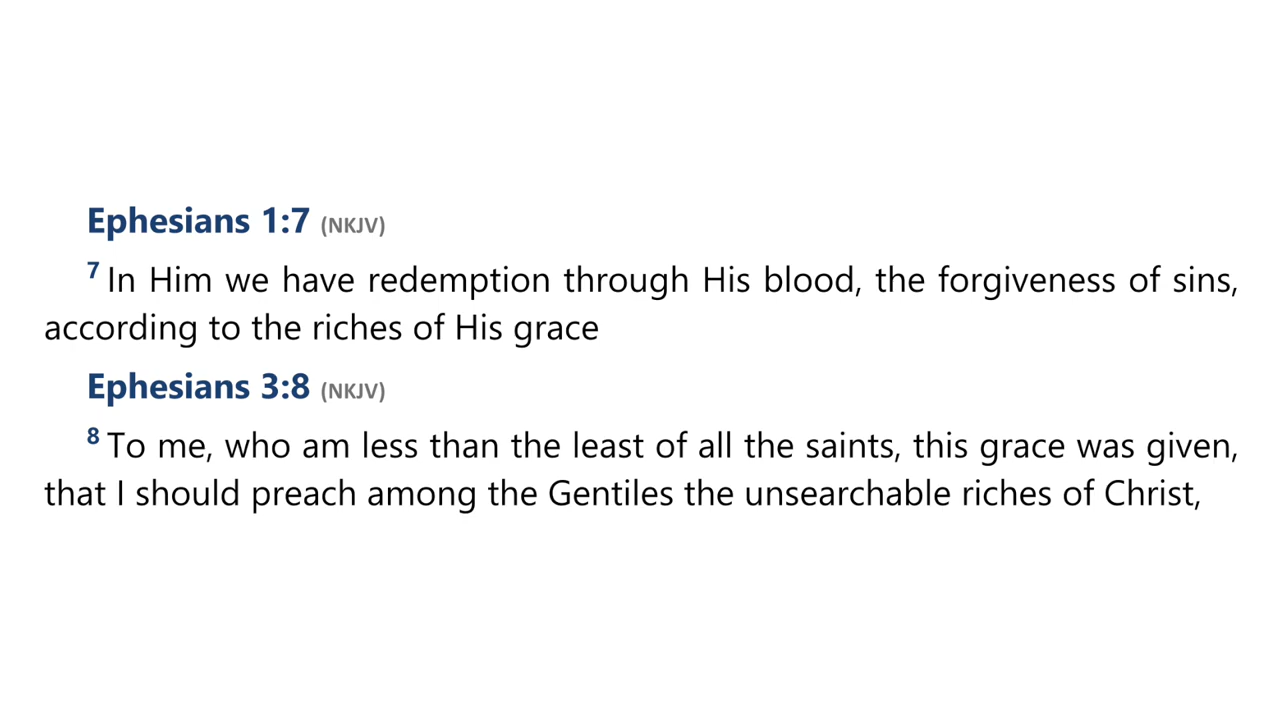 Ephesians 1:7 (NKJV)
7 In Him we have redemption through His blood, the forgiveness of sins,
according to the riches of His grace
Ephesians 3:8 (NKJV)
8 To me, who am less than the least of all the saints, this grace was given,
that I should preach among the Gentiles the unsearchable riches of Christ,